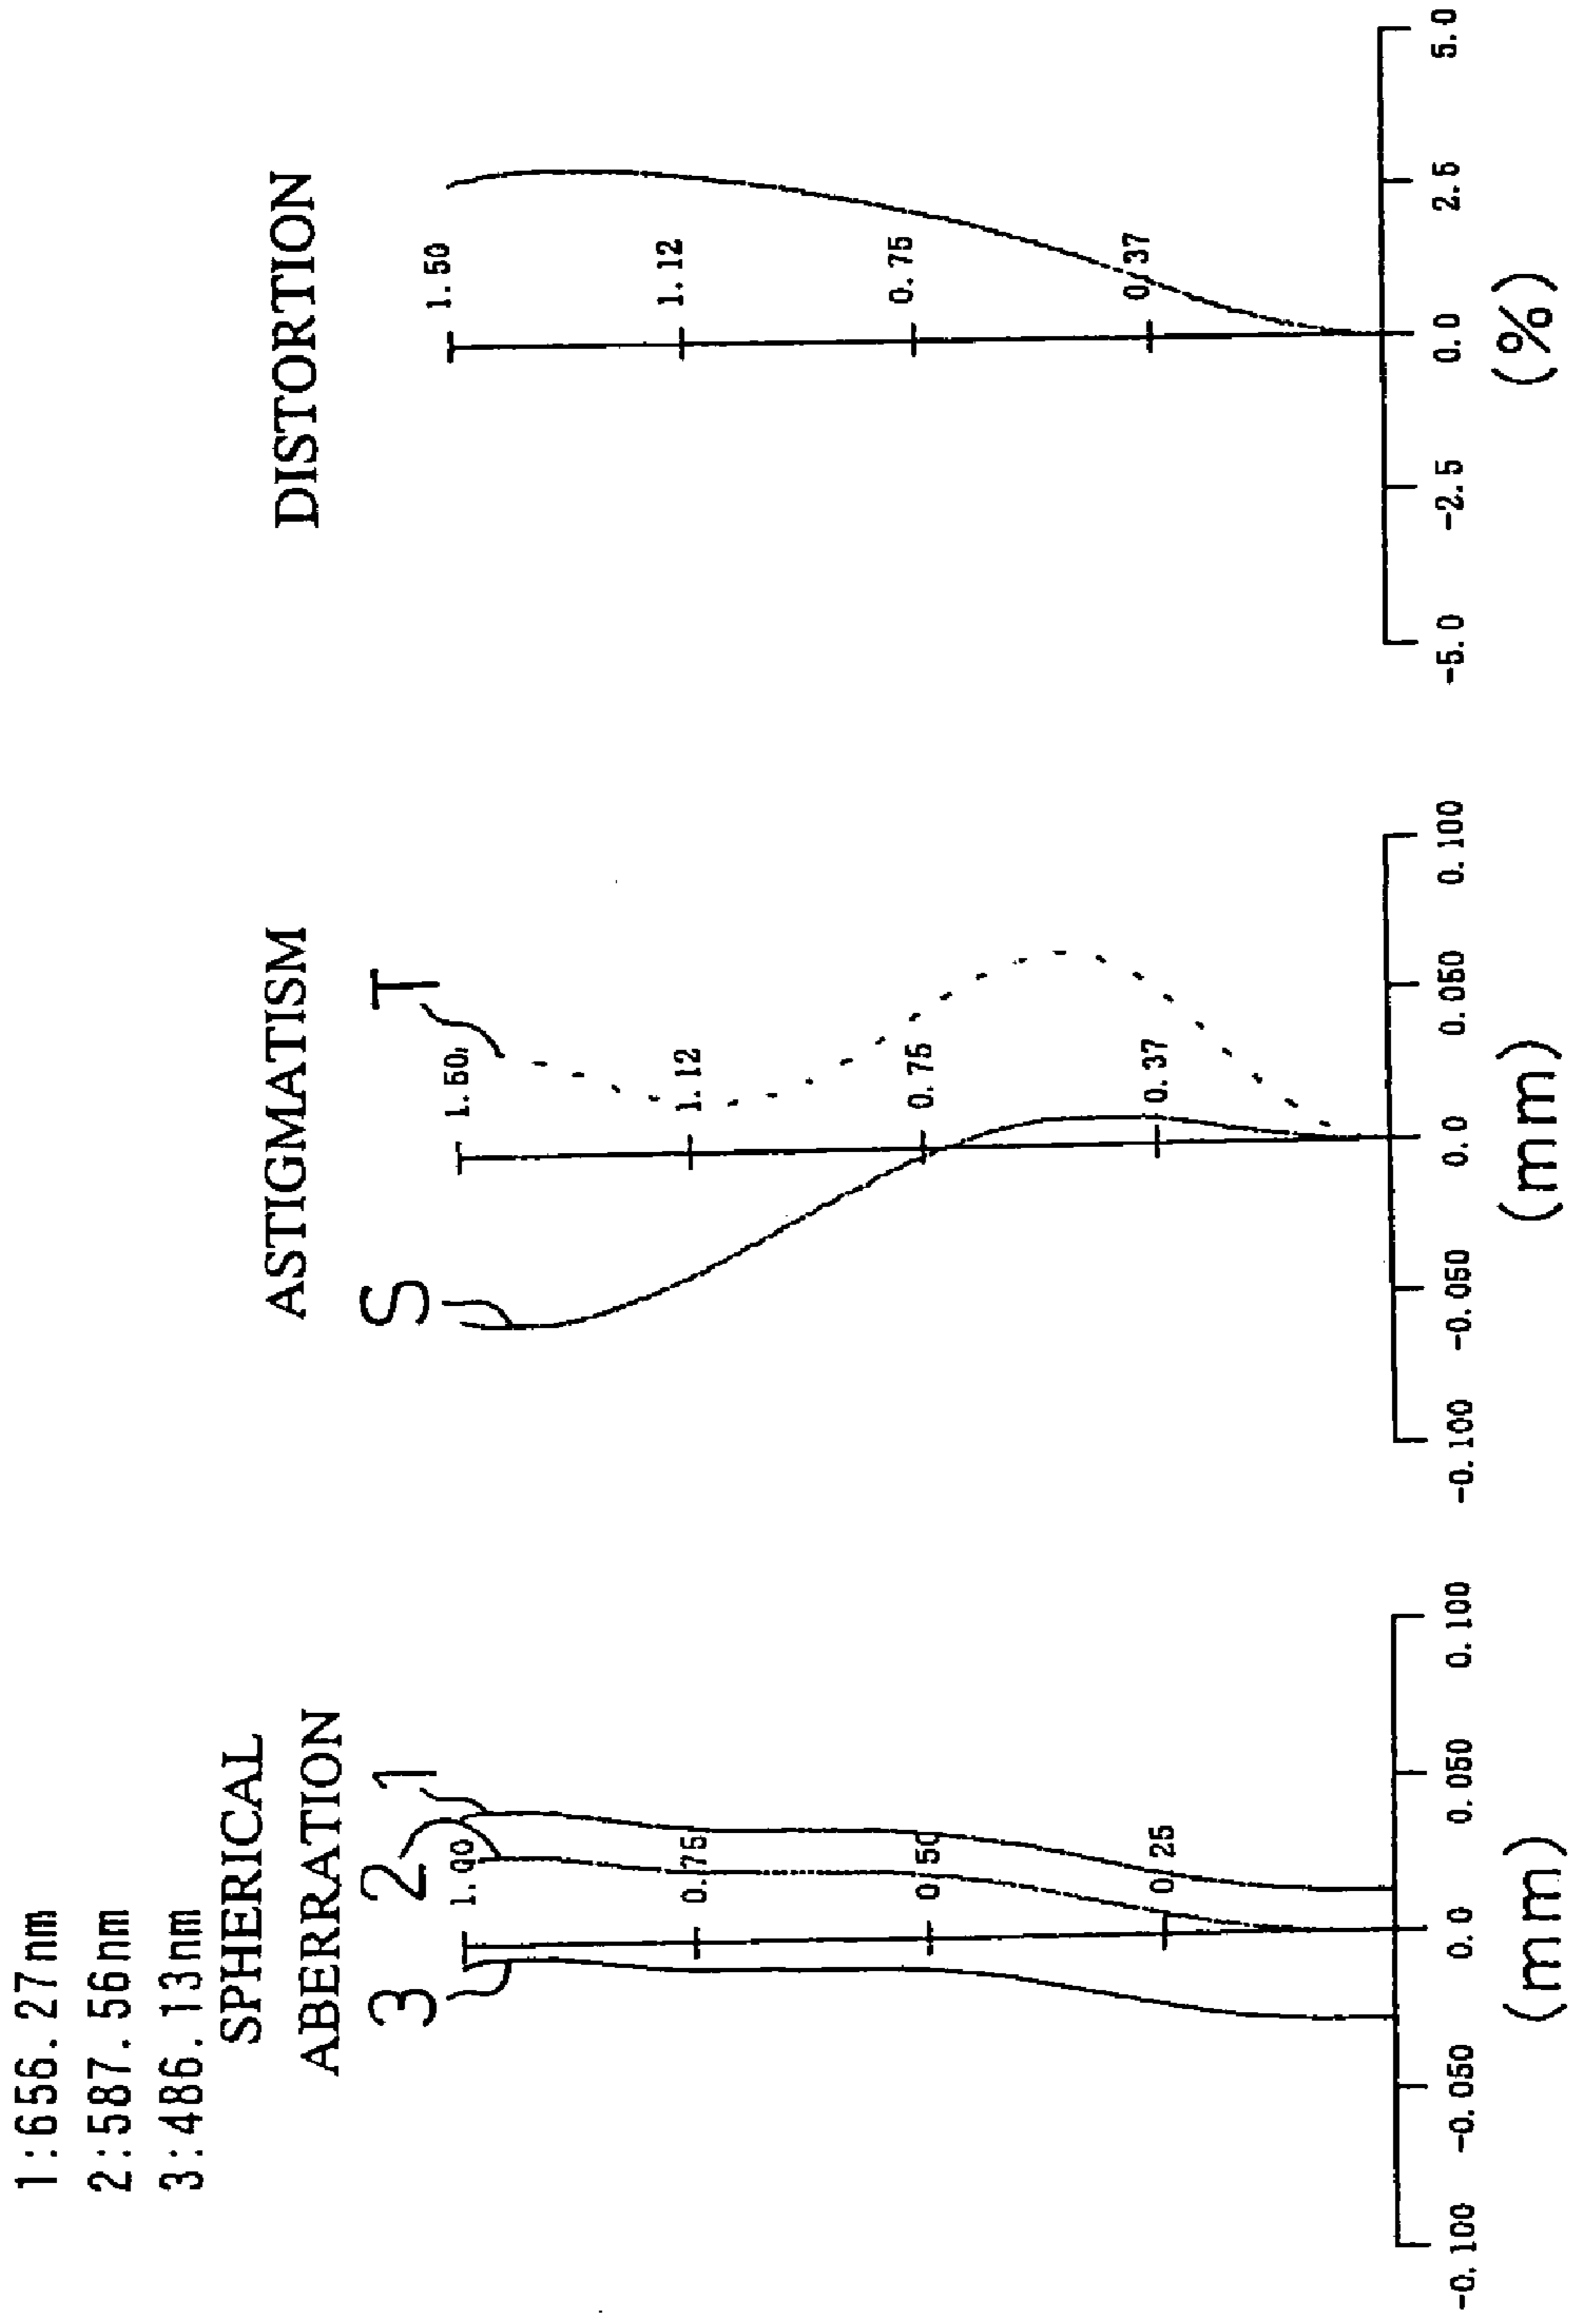 1:656.27nm
2:587.56nm
3:486.13nm
SPHERICAL
ABERRATION
3
2
1
1.00
0.75
0.50
0.25
-0.100
-0.050
0.0
0.050
0.100
(mm)
ASTIGMATISM
S
T
1.50
1.12
0.75
0.37
-0.100
-0.050
0.0
0.050
0.100
(mm)
DISTORTION
1.50
1.12
0.75
0.37
-5.0
-2.5
0.0
2.5
5.0
(%)